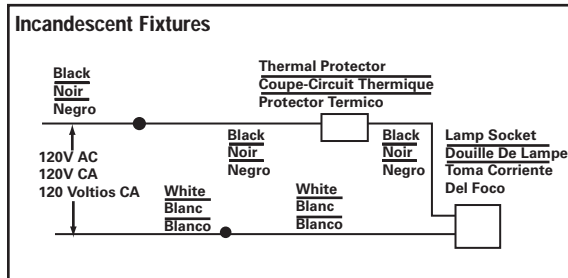 Incandescent Fixtures
Black
Noir
Negro
Thermal Protector
Coupe-Circuit Thermique
Protector Termico
Black
Noir
Negro
Black
Noir
Negro
Lamp Socket
Douille De Lampe
Toma Corriente
Del Foco
120V AC
120V CA
120 Voltios CA
White
Blanc
Blanco
White
Blanc
Blanco